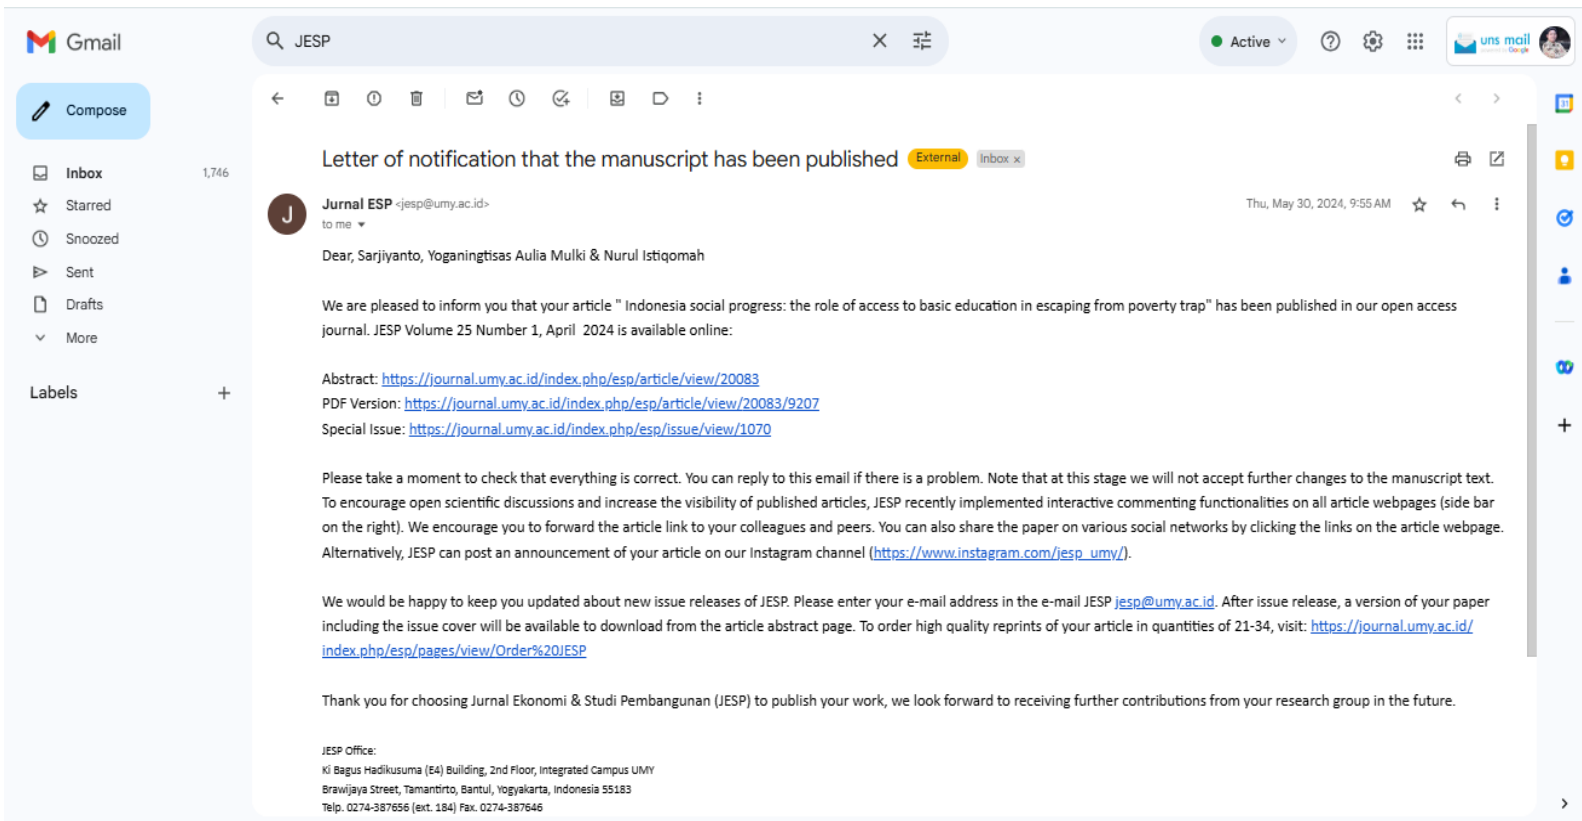 Gmail
JESP
Active
uns mail
Compose
Inbox 1,746
Starred
Snoozed
Sent
Drafts
More
Labels
Letter of notification that the manuscript has been published External Inbox x
J
Jurnal ESP <jesp@umy.ac.id> Thu, May 30, 2024, 9:55 AM
to me
Dear, Sarjiyanto, Yoganingtisas Aulia Mulki & Nurul Istiqomah
We are pleased to inform you that your article " Indonesia social progress: the role of access to basic education in escaping from poverty trap" has been published in our open access
journal. JESP Volume 25 Number 1, April 2024 is available online:
Abstract: https://journal.umy.ac.id/index.php/esp/article/view/20083
PDF Version: https://journal.umy.ac.id/index.php/esp/article/view/20083/9207
Special Issue: https://journal.umy.ac.id/index.php/esp/issue/view/1070
Please take a moment to check that everything is correct. You can reply to this email if there is a problem. Note that at this stage we will not accept further changes to the manuscript text.
To encourage open scientific discussions and increase the visibility of published articles, JESP recently implemented interactive commenting functionalities on all article webpages (side bar
on the right). We encourage you to forward the article link to your colleagues and peers. You can also share the paper on various social networks by clicking the links on the article webpage.
Alternatively, JESP can post an announcement of your article on our Instagram channel (https://www.instagram.com/jesp_umy/).
We would be happy to keep you updated about new issue releases of JESP. Please enter your e-mail address in the e-mail JESP jesp@umy.ac.id. After issue release, a version of your paper
including the issue cover will be available to download from the article abstract page. To order high quality reprints of your article in quantities of 21-34, visit: https://journal.umy.ac.id/
index.php/esp/pages/view/Order%20JESP
Thank you for choosing Jurnal Ekonomi & Studi Pembangunan (JESP) to publish your work, we look forward to receiving further contributions from your research group in the future.
JESP Office:
Ki Bagus Hadikusuma (E4) Building, 2nd Floor, Integrated Campus UMY
Brawijaya Street, Tamantirto, Bantul, Yogyakarta, Indonesia 55183
Telp. 0274-387656 (ext. 184) Fax. 0274-387646
31